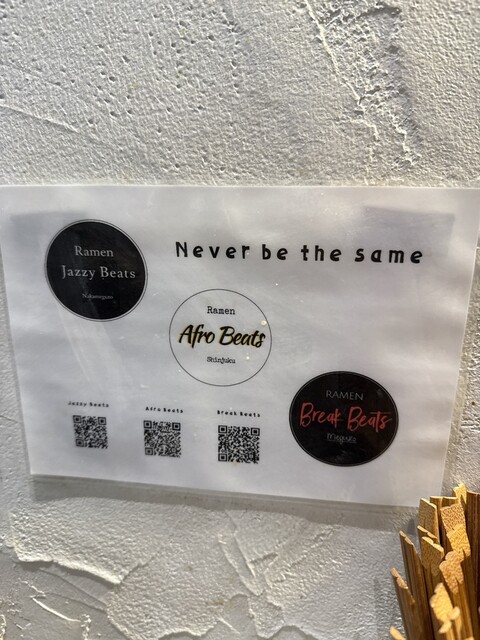 Never be the same
Ramen
Jazzy Beats
Ramen
Afro Beats
Shinjuku
RAMEN
Break Beats
Jazzy Beats
Afro Beats
Break Beats